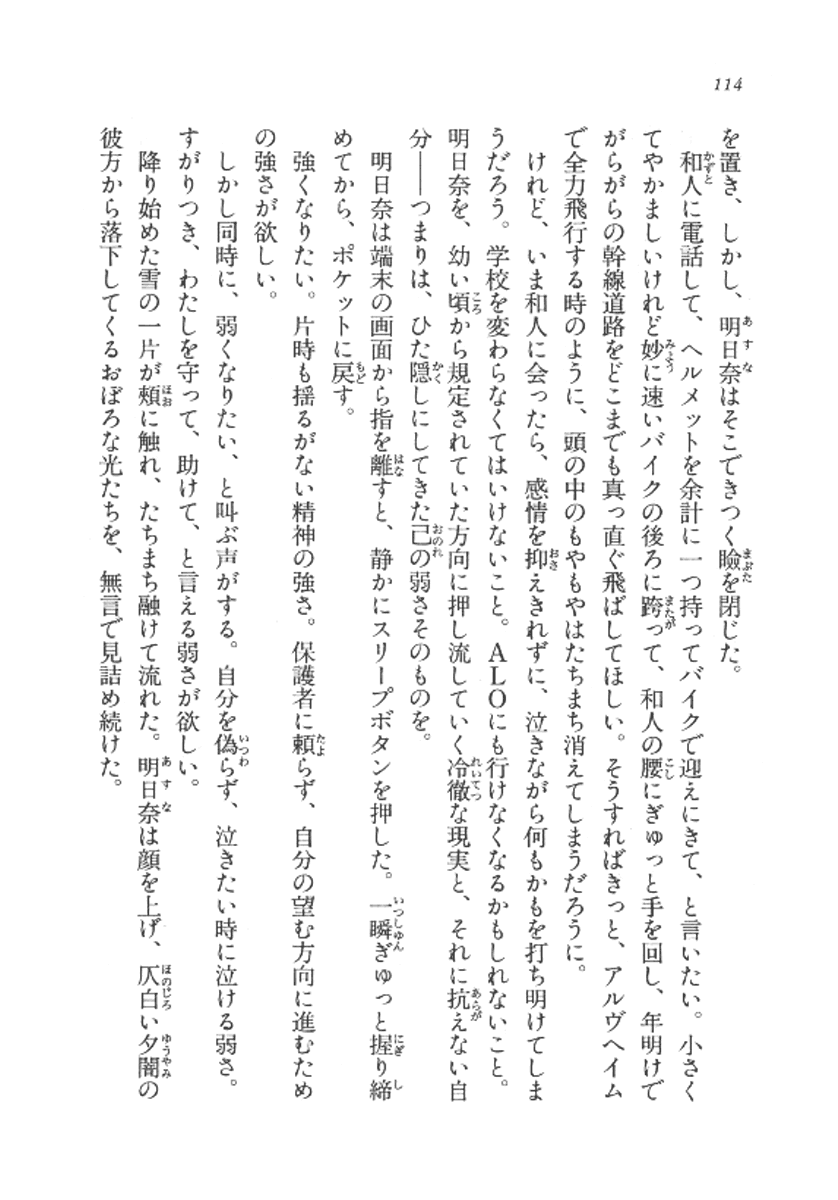 114
を置き、しかし、明日奈はそこできつく瞼を閉じた。
和人に電話して、ヘルメットを余計に一つ持ってバイクで迎えにきて、と言いたい。小さく
てやかましいけれど妙に速いバイクの後ろに跨って、和人の腰にぎゅっと手を回し、年明けで
がらがらの幹線道路をどこまでも真っ直ぐ飛ばしてほしい。そうすればきっと、アルヴヘイム
で全力飛行する時のように、頭の中のもやもやはたちまち消えてしまうだろうに。
けれど、いま和人に会ったら、感情を抑えきれずに、泣きながら何もかもを打ち明けてしま
うだろう。学校を変わらなくてはいけないこと。ALOにも行けなくなるかもしれないこと。
明日奈を、幼い頃から規定されていた方向に押し流していく冷徹な現実と、それに抗えない自
分――つまりは、ひた隠しにしてきた己の弱さそのものを。
明日奈は端末の画面から指を離すと、静かにスリープボタンを押した。一瞬ぎゅっと握り締
めてから、ポケットに戻す。
強くなりたい。片時も揺るがない精神の強さ。保護者に頼らず、自分の望む方向に進むため
の強さが欲しい。
しかし同時に、弱くなりたい、と叫ぶ声がする。自分を偽らず、泣きたい時に泣ける弱さ。
すがりつき、わたしを守って、助けて、と言える弱さが欲しい。
降り始めた雪の一片が頬に触れ、たちまち融けて流れた。明日奈は顔を上げ、仄白い夕闇の
彼方から落下してくるおぼろな光たちを、無言で見詰め続けた。